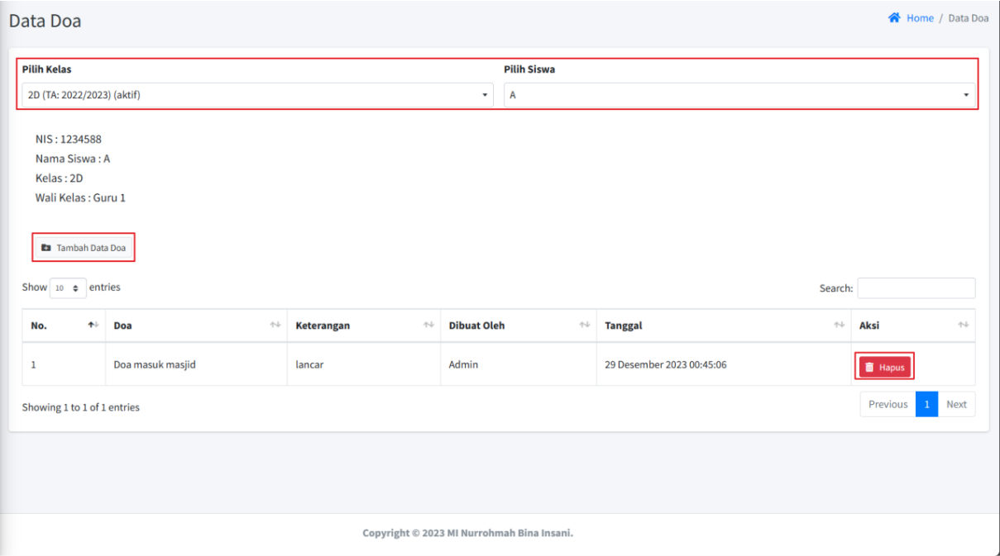 Data Doa
Home / Data Doa
Pilih Kelas
Pilih Siswa
2D (TA: 2022/2023) (aktif)
A
NIS : 1234588
Nama Siswa : A
Kelas : 2D
Wali Kelas : Guru 1
Tambah Data Doa
Show 10 entries
Search:
No. Doa Keterangan Dibuat Oleh Tanggal Aksi
1 Doa masuk masjid lancar Admin 29 Desember 2023 00:45:06 Hapus
Showing 1 to 1 of 1 entries
Previous 1 Next
Copyright © 2023 MI Nurrohmah Bina Insani.